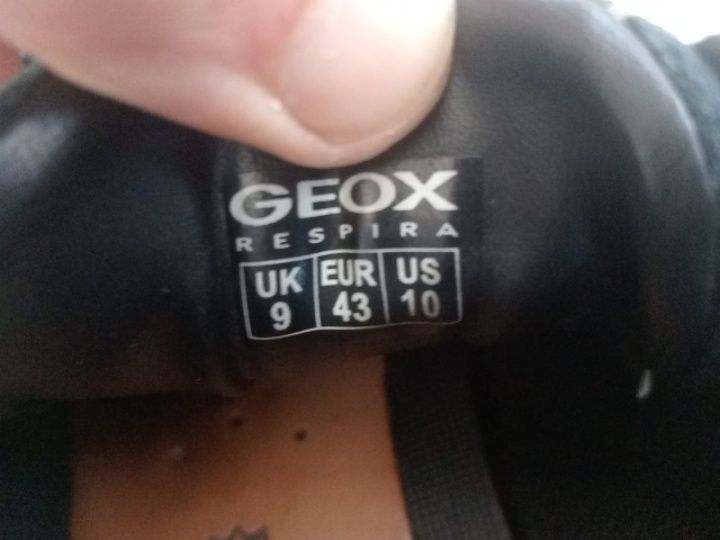 GEOX
RESPIRA
UK EUR US
9 43 10